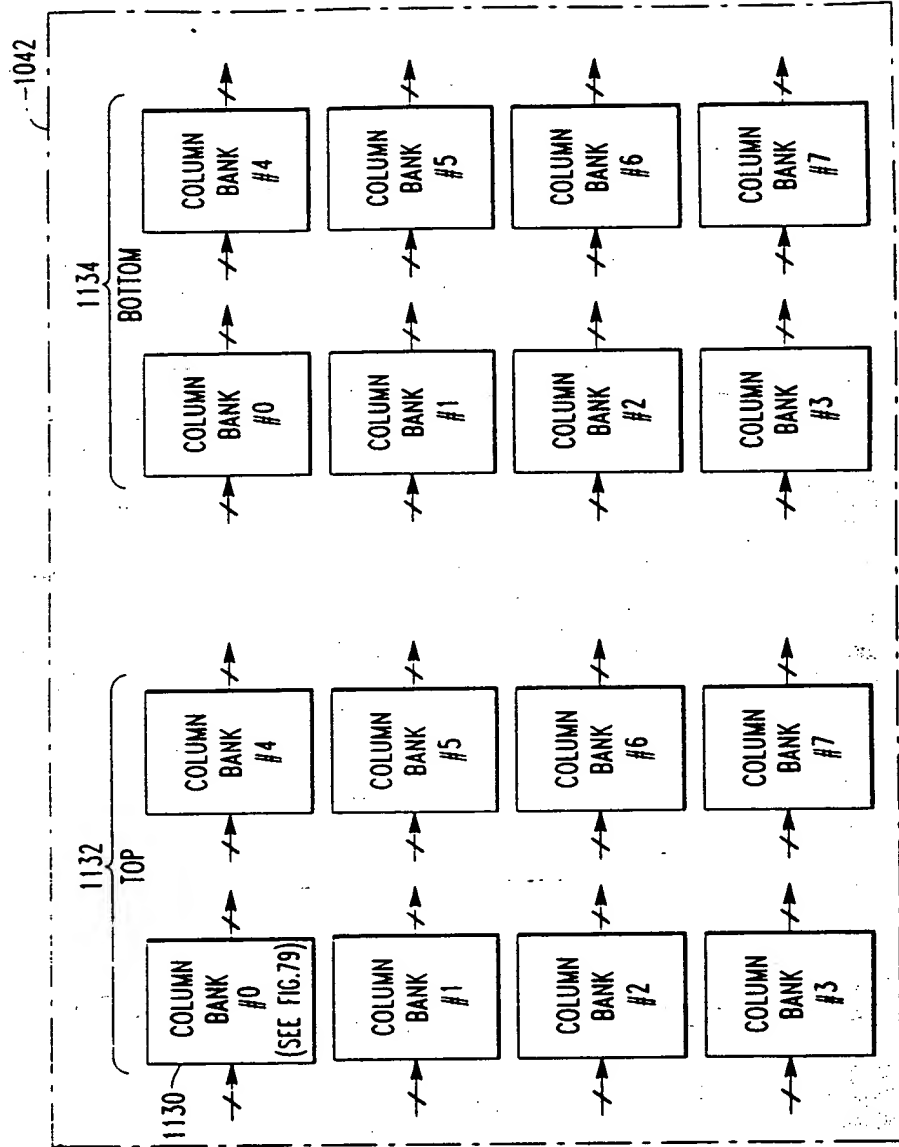 1042
1132
TOP
1134
BOTTOM
1130
COLUMN
BANK
#0
(SEE FIG.79)
COLUMN
BANK
#4
COLUMN
BANK
#0
COLUMN
BANK
#4
COLUMN
BANK
#1
COLUMN
BANK
#5
COLUMN
BANK
#1
COLUMN
BANK
#5
COLUMN
BANK
#2
COLUMN
BANK
#6
COLUMN
BANK
#2
COLUMN
BANK
#6
COLUMN
BANK
#3
COLUMN
BANK
#7
COLUMN
BANK
#3
COLUMN
BANK
#7